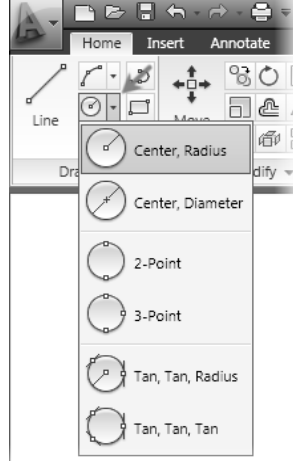 Home Insert Annotate
Line Move
Dra dify
Center, Radius
Center, Diameter
2-Point
3-Point
Tan, Tan, Radius
Tan, Tan, Tan